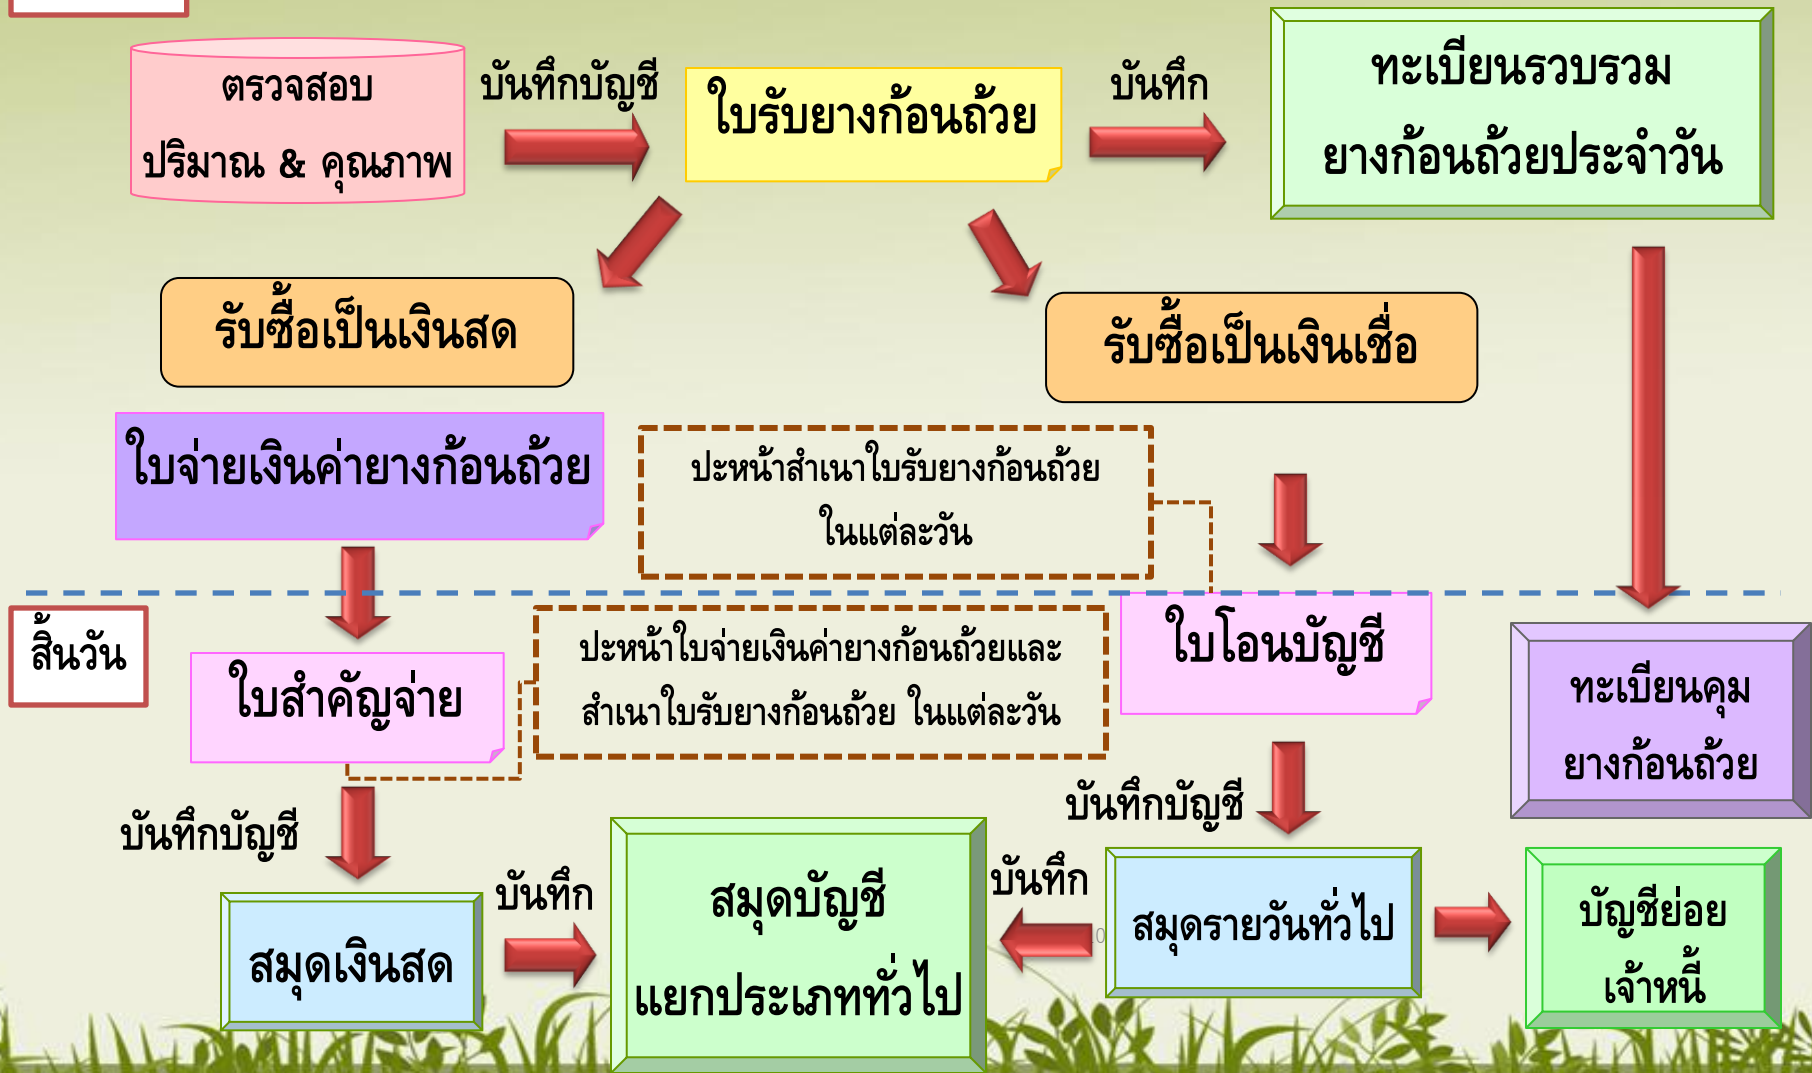 ตรวจสอบ
ปริมาณ & คุณภาพ
บันทึกบัญชี
ใบรับยางก้อนถ้วย
บันทึก
ทะเบียนรวบรวม
ยางก้อนถ้วยประจำวัน
รับซื้อเป็นเงินสด
รับซื้อเป็นเงินเชื่อ
ใบจ่ายเงินค่ายางก้อนถ้วย
ปะหน้าสำเนาใบรับยางก้อนถ้วย
ในแต่ละวัน
สิ้นวัน
ใบสำคัญจ่าย
ปะหน้าใบจ่ายเงินค่ายางก้อนถ้วยและ
สำเนาใบรับยางก้อนถ้วย ในแต่ละวัน
ใบโอนบัญชี
ทะเบียนคุม
ยางก้อนถ้วย
บันทึกบัญชี
บันทึกบัญชี
สมุดเงินสด
บันทึก
สมุดบัญชี
แยกประเภททั่วไป
บันทึก
10
สมุดรายวันทั่วไป
บัญชีย่อย
เจ้าหนี้